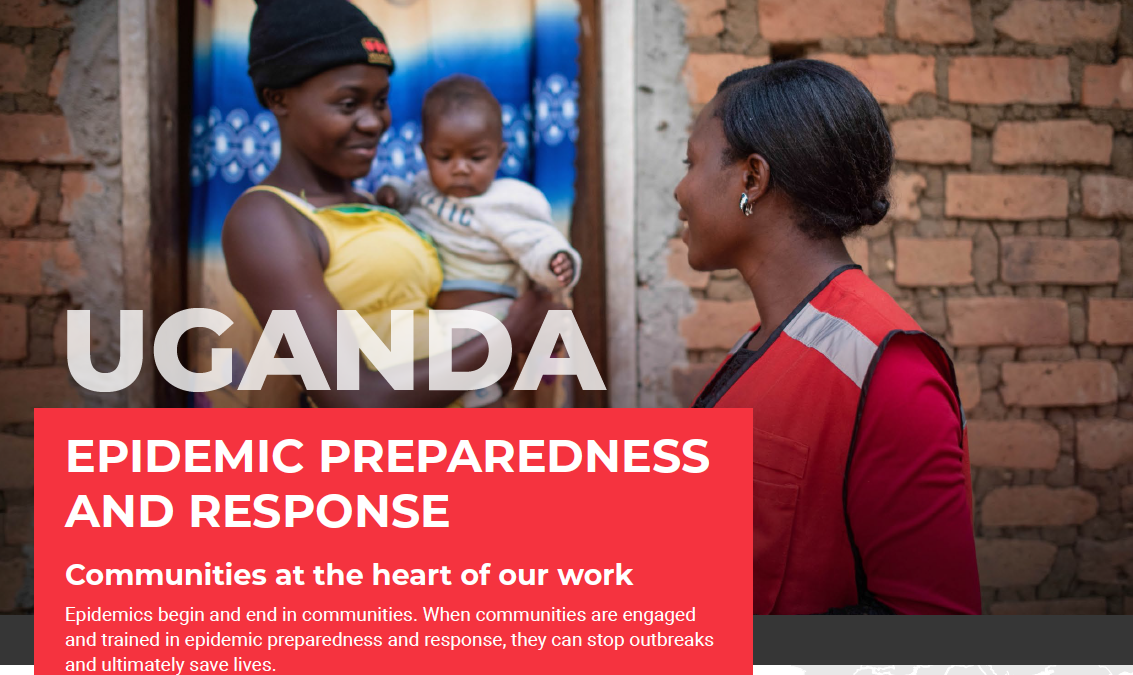 UGANDA
EPIDEMIC PREPAREDNESS
AND RESPONSE
Communities at the heart of our work
Epidemics begin and end in communities. When communities are engaged
and trained in epidemic preparedness and response, they can stop outbreaks
and ultimately save lives.